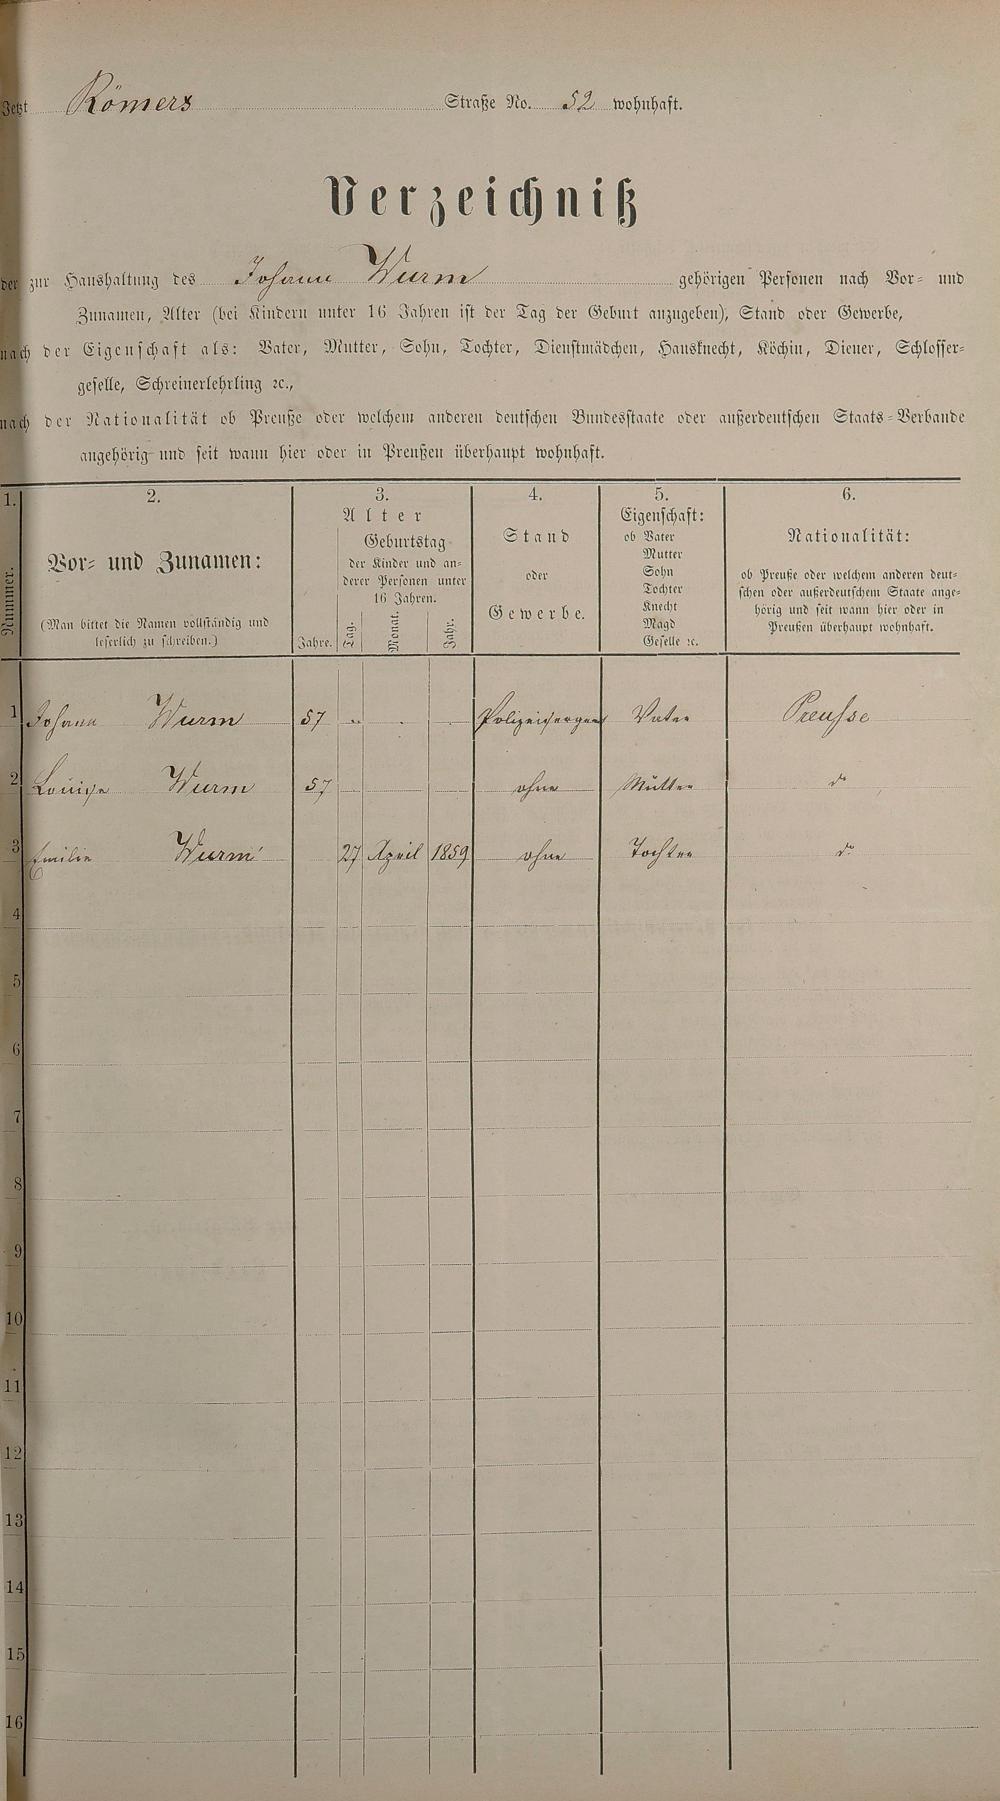 Jetzt Römers Straße No. 52 wohnhaft.
Verzeichniß
der zur Haushaltung des Johann Wurm gehörigen Personen nach Vor- und
Zunamen, Alter (bei Kindern unter 16 Jahren ist der Tag der Geburt anzugeben), Stand oder Gewerbe,
nach der Eigenschaft als: Vater, Mutter, Sohn, Tochter, Dienstmädchen, Hausknecht, Köchin, Diener, Schlosser-
geselle, Schreinerlehrling ꝛc.,
nach der Nationalität ob Preuße oder welchem anderen deutschen Bundesstaate oder außerdeutschen Staats-Verbande
angehörig und seit wann hier oder in Preußen überhaupt wohnhaft.
1. 2. 3. 4. 5. 6.
Nummer.
Vor- und Zunamen:
(Man bittet die Namen vollständig und
leserlich zu schreiben.)
Alter
Jahre.
Geburtstag
der Kinder und an-
derer Personen unter
16 Jahren.
Tag. Monat. Jahr.
Stand
oder
Gewerbe.
Eigenschaft:
ob Vater
Mutter
Sohn
Tochter
Knecht
Magd
Geselle ꝛc.
Nationalität:
ob Preuße oder welchem anderen deut-
schen oder außerdeutschem Staate ange-
hörig und seit wann hier oder in
Preußen überhaupt wohnhaft.
1 Johann Wurm 57 Polizeisergent Vater Preusse
2 Louise Wurm 57 ohne Mutter do
3 Emilie Wurm 27 April 1859 ohne Tochter do
4
5
6
7
8
9
10
11
12
13
14
15
16